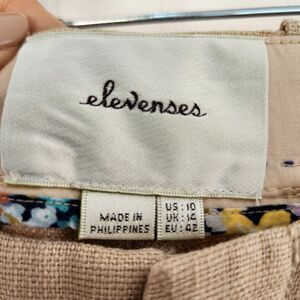 elevenses
MADE IN
PHILIPPINES
US: 10
UK: 14
EU: 42